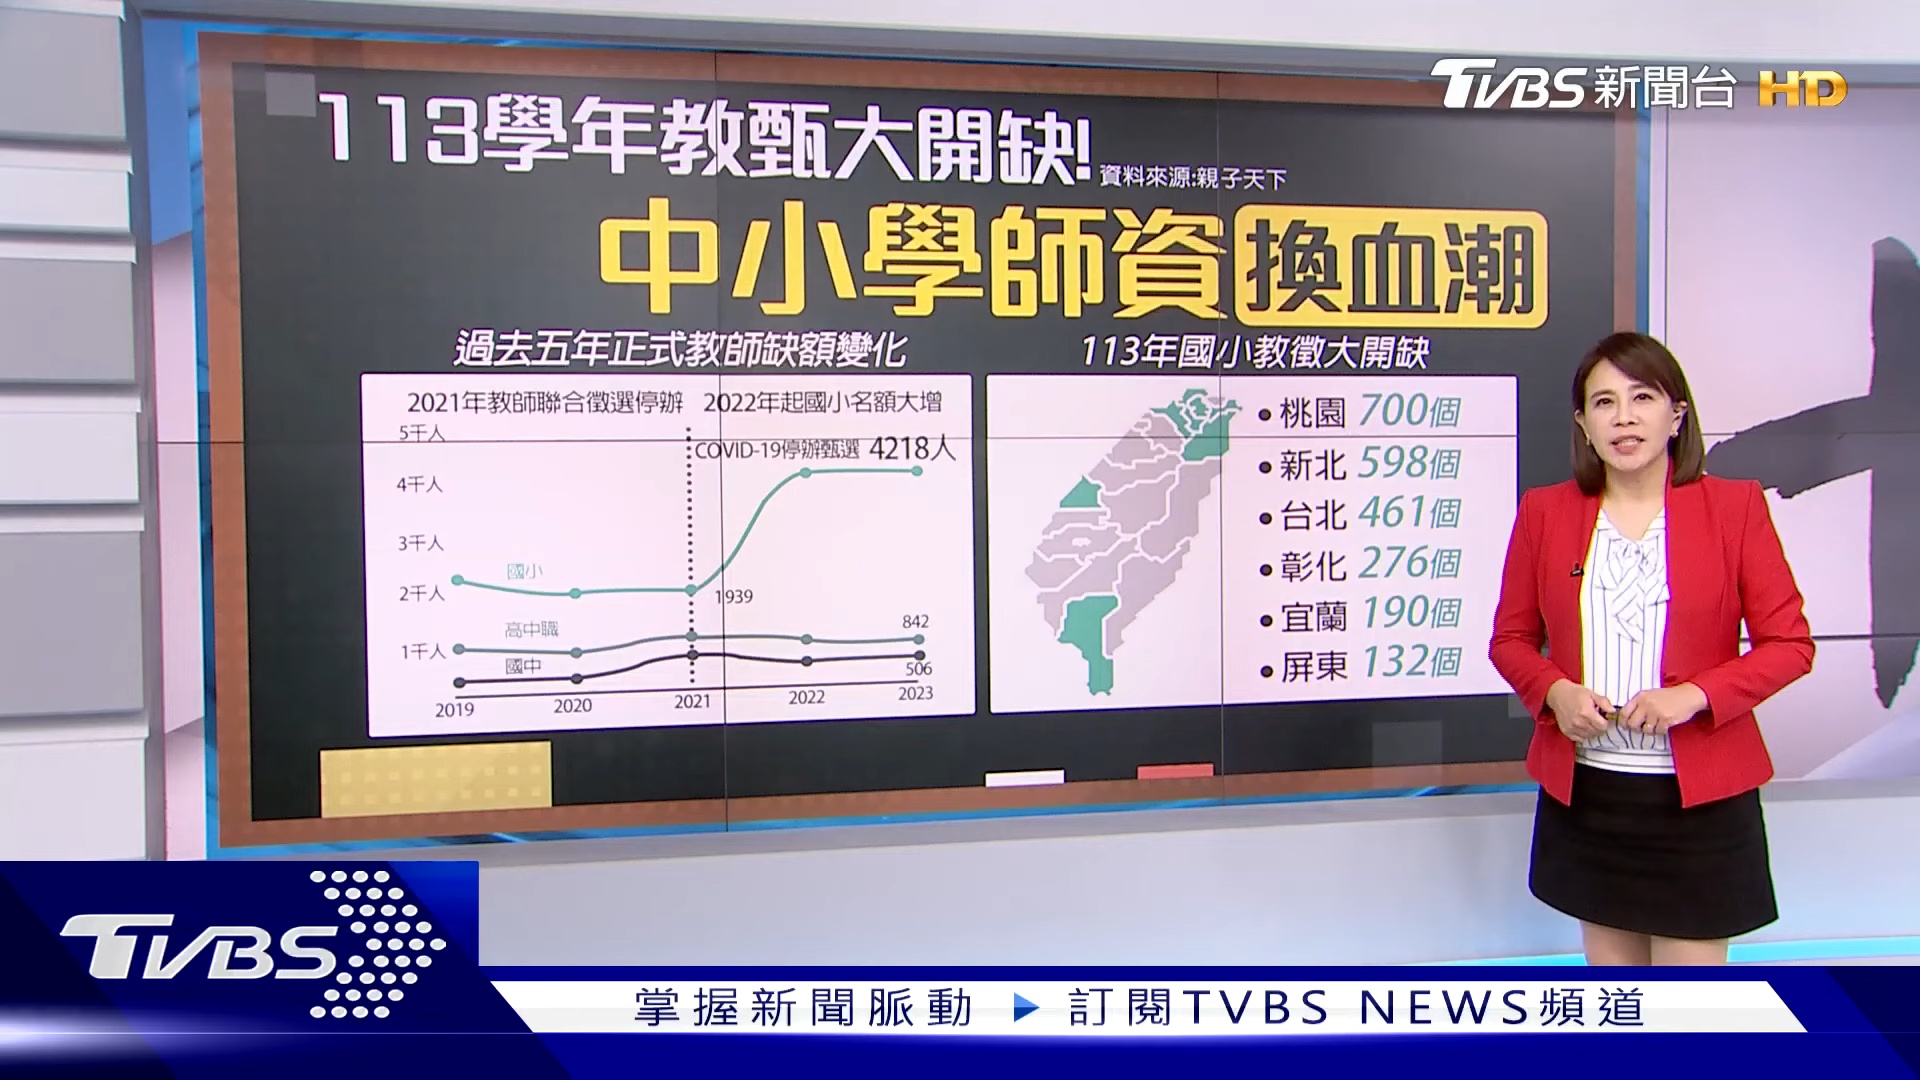 TVBS新聞台 HD
113學年教甄大開缺!
資料來源:親子天下
中小學師資換血潮
過去五年正式教師缺額變化
2021年教師聯合徵選停辦 2022年起國小名額大增
5千人
COVID-19停辦甄選 4218人
4千人
3千人
國小
2千人
1939
高中職
842
1千人
國中
506
2019 2020 2021 2022 2023
113年國小教徵大開缺
• 桃園 700個
• 新北 598個
• 台北 461個
• 彰化 276個
• 宜蘭 190個
• 屏東 132個
TVBS
掌握新聞脈動 ▶ 訂閱TVBS NEWS頻道